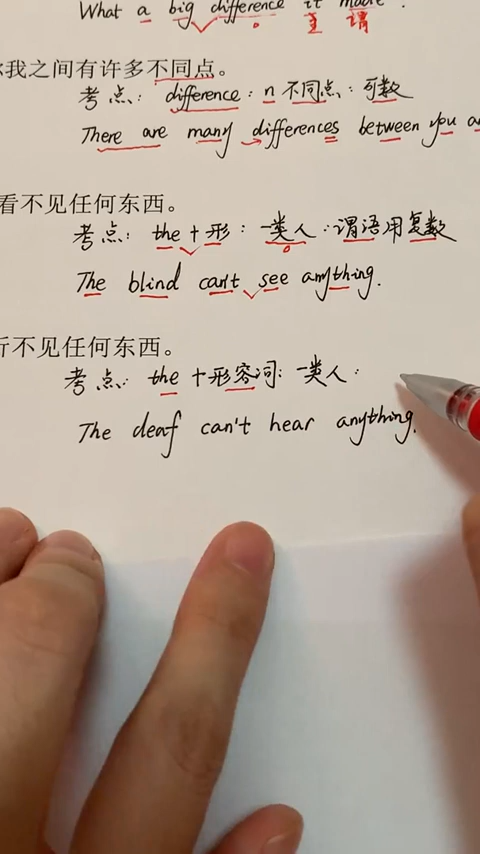 What a big difference it made.
主 谓
你我之间有许多不同点。
考点: difference: n 不同点: 可数
There are many differences between you
看不见任何东西。
考点: the + 形: 一类人: 谓语用复数
The blind can't see anything.
听不见任何东西。
考点: the + 形容词: 一类人:
The deaf can't hear anything.